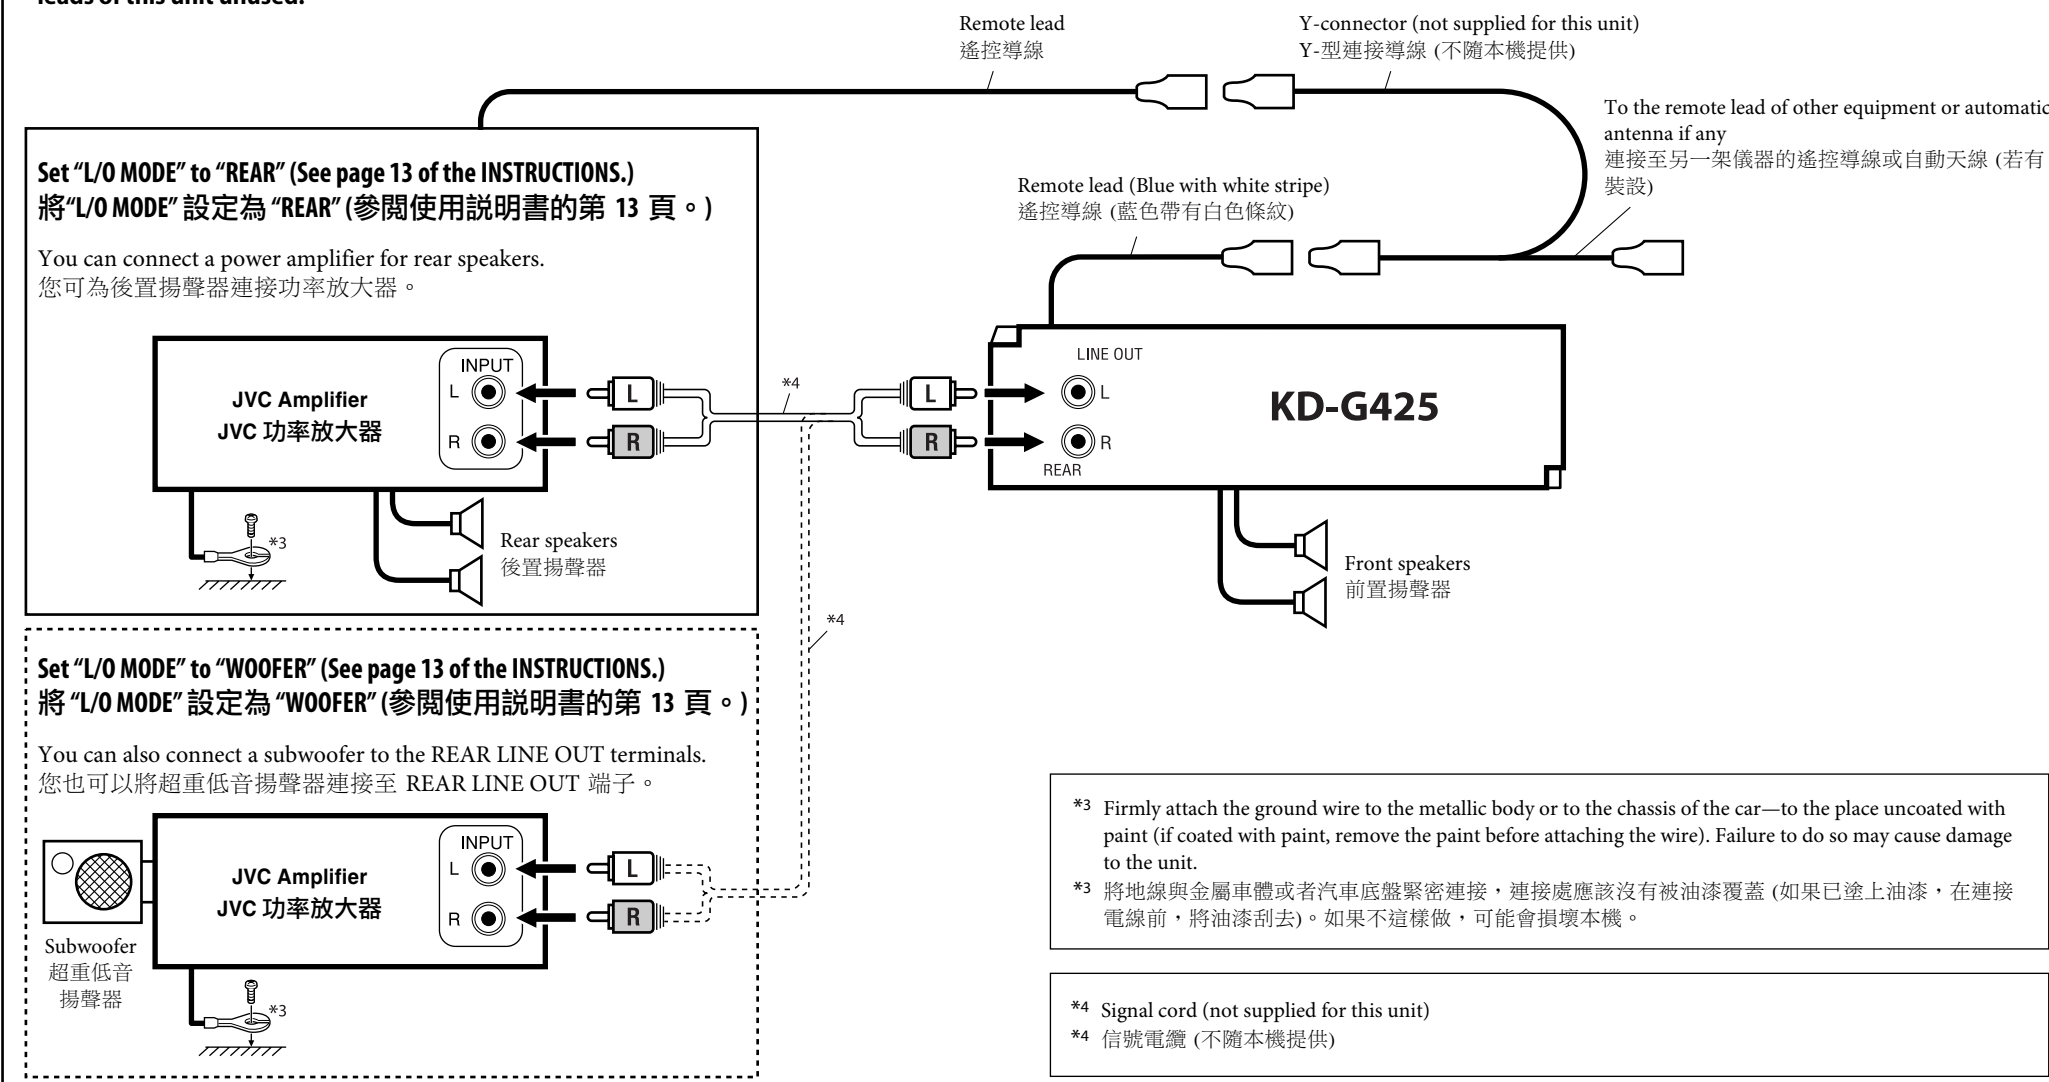 leads of this unit unused.
Remote lead
遙控導線
Y-connector (not supplied for this unit)
Y-型連接導線 (不隨本機提供)
To the remote lead of other equipment or automatic
antenna if any
連接至另一架儀器的遙控導線或自動天線 (若有
裝設)
Remote lead (Blue with white stripe)
遙控導線 (藍色帶有白色條紋)
Set “L/O MODE” to “REAR” (See page 13 of the INSTRUCTIONS.)
將“L/O MODE” 設定為 “REAR” (參閱使用説明書的第 13 頁。)
You can connect a power amplifier for rear speakers.
您可為後置揚聲器連接功率放大器。
JVC Amplifier
JVC 功率放大器
INPUT
L
R
L
R
*4
L
R
LINE OUT
L
R
REAR
KD-G425
*3
Rear speakers
後置揚聲器
Front speakers
前置揚聲器
*4
Set “L/O MODE” to “WOOFER” (See page 13 of the INSTRUCTIONS.)
將 “L/O MODE” 設定為 “WOOFER” (參閱使用説明書的第 13 頁。)
You can also connect a subwoofer to the REAR LINE OUT terminals.
您也可以將超重低音揚聲器連接至 REAR LINE OUT 端子。
JVC Amplifier
JVC 功率放大器
INPUT
L
R
L
R
Subwoofer
超重低音
揚聲器
*3
*3 Firmly attach the ground wire to the metallic body or to the chassis of the car—to the place uncoated with
paint (if coated with paint, remove the paint before attaching the wire). Failure to do so may cause damage
to the unit.
*3 將地線與金屬車體或者汽車底盤緊密連接，連接處應該沒有被油漆覆蓋 (如果已塗上油漆，在連接
電線前，將油漆刮去)。如果不這樣做，可能會損壞本機。
*4 Signal cord (not supplied for this unit)
*4 信號電纜 (不隨本機提供)